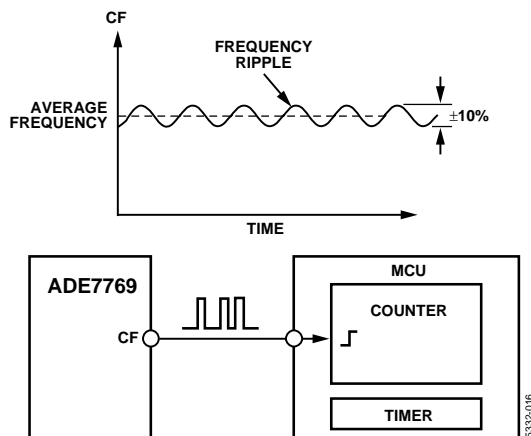 CF
FREQUENCY
RIPPLE
AVERAGE
FREQUENCY
±10%
TIME
ADE7769
CF
MCU
COUNTER
TIMER